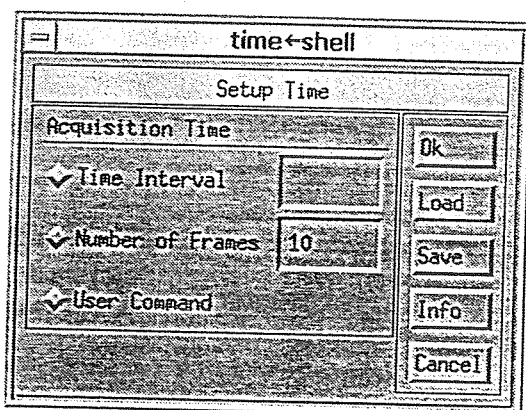 time←shell
Setup Time
Acquisition Time
Time Interval
Number of Frames 10
User Command
Ok
Load
Save
Info
Cancel